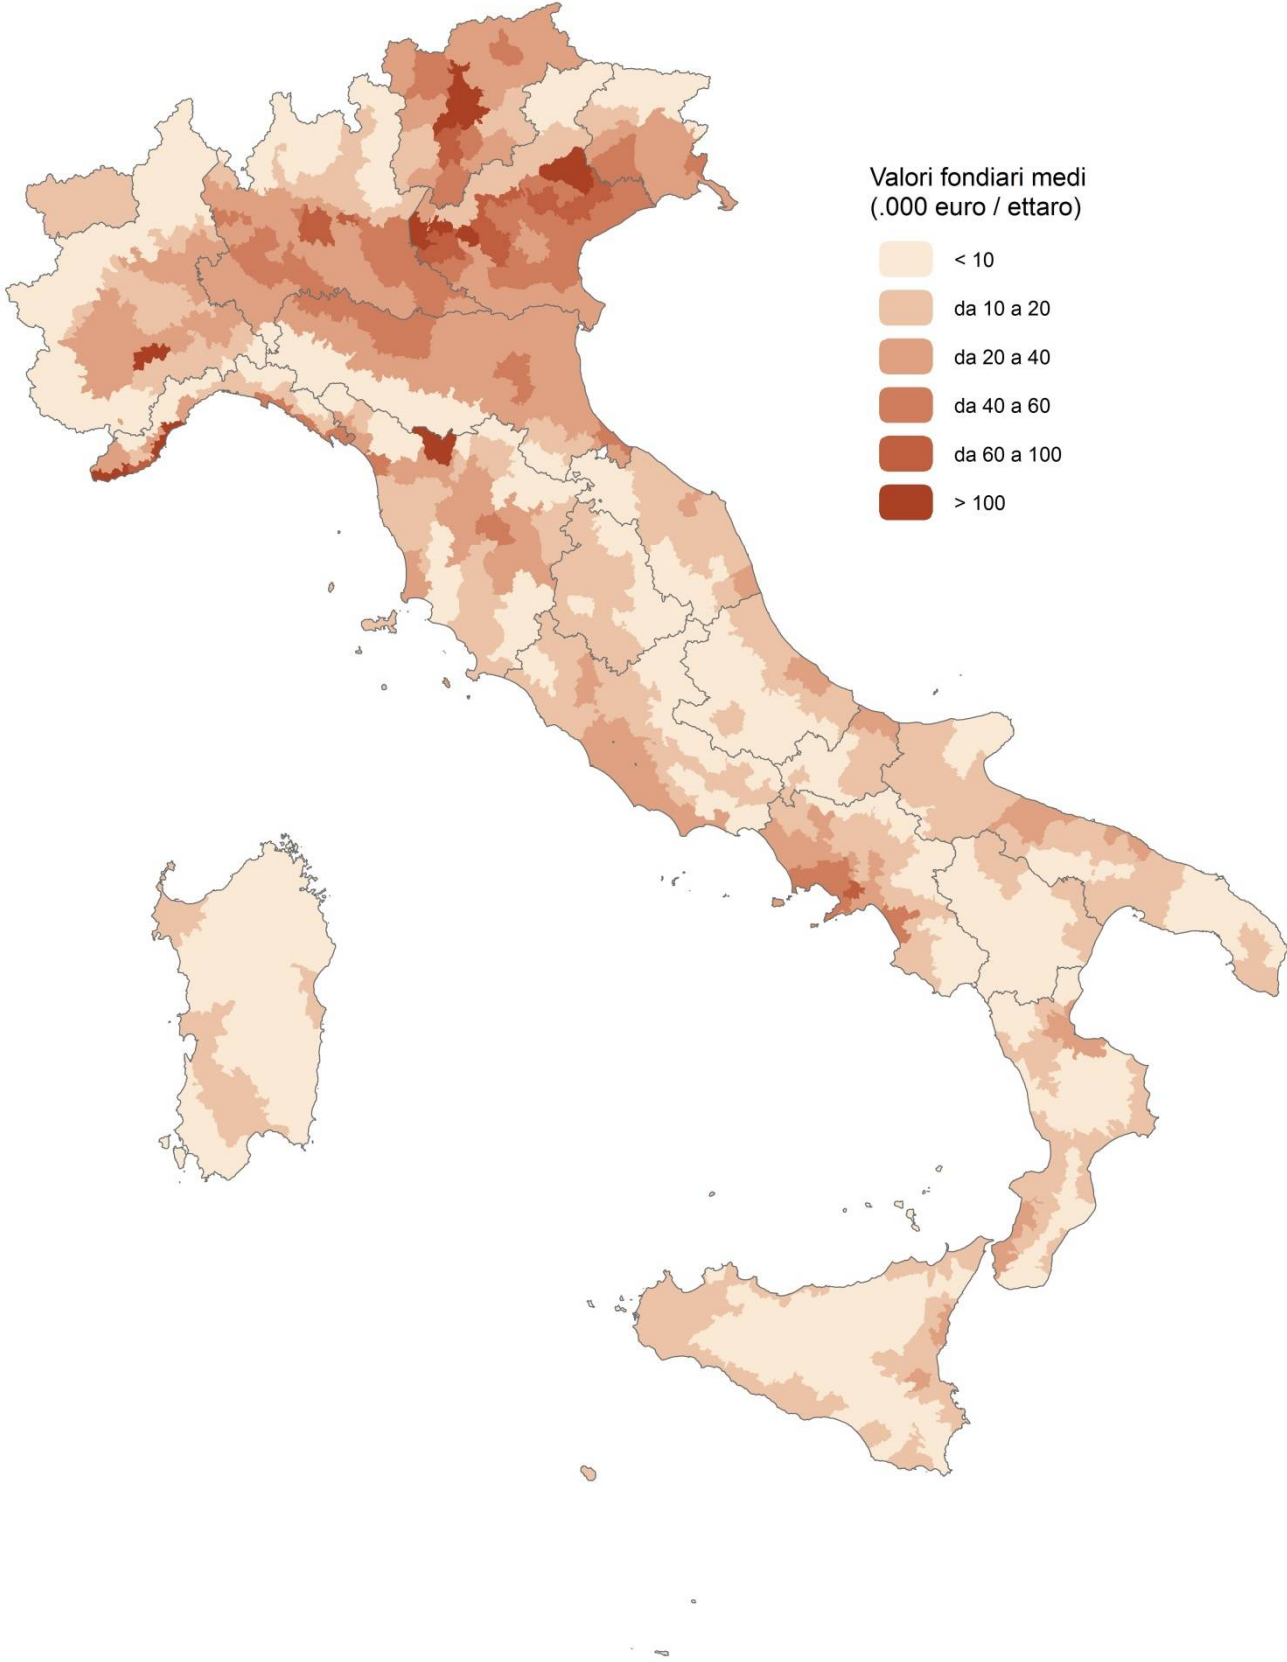 Valori fondiari medi
(.000 euro / ettaro)
< 10
da 10 a 20
da 20 a 40
da 40 a 60
da 60 a 100
> 100